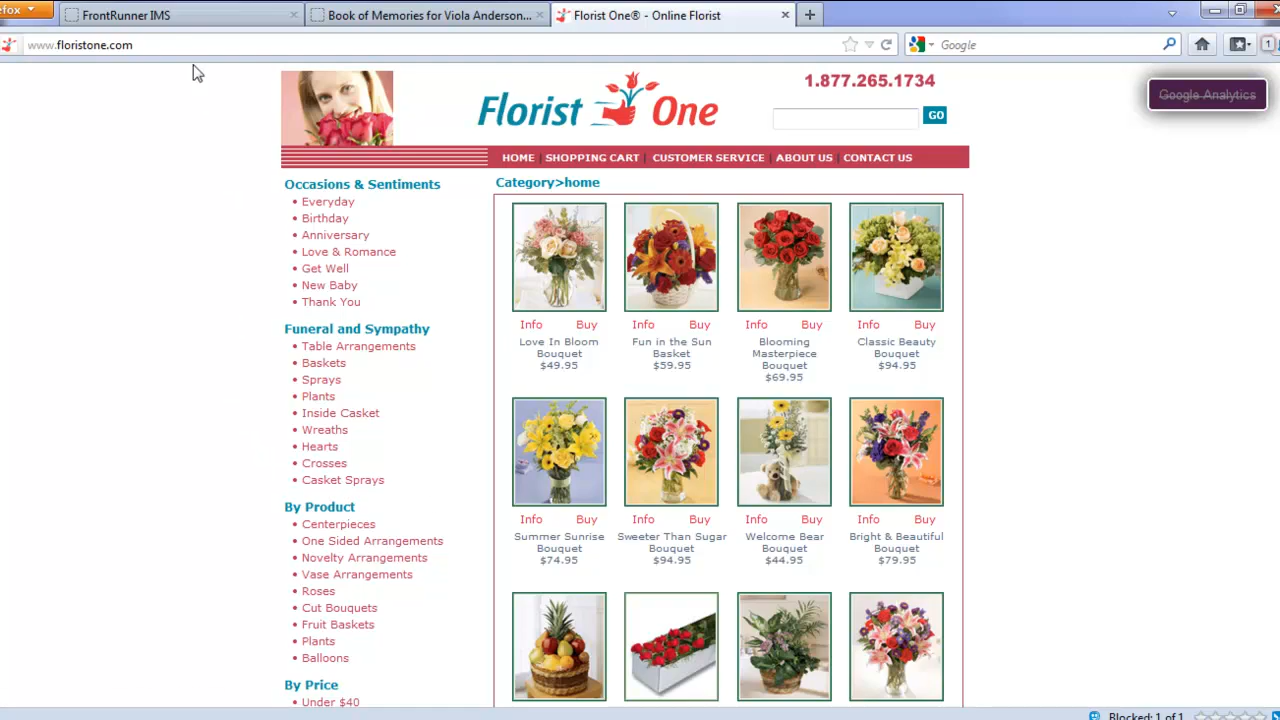 efox
FrontRunner IMS
Book of Memories for Viola Anderson...
Florist One® - Online Florist
www.floristone.com
Google
1
Florist One
1.877.265.1734
GO
Google Analytics
HOME | SHOPPING CART | CUSTOMER SERVICE | ABOUT US | CONTACT US
Occasions & Sentiments
• Everyday
• Birthday
• Anniversary
• Love & Romance
• Get Well
• New Baby
• Thank You
Funeral and Sympathy
• Table Arrangements
• Baskets
• Sprays
• Plants
• Inside Casket
• Wreaths
• Hearts
• Crosses
• Casket Sprays
By Product
• Centerpieces
• One Sided Arrangements
• Novelty Arrangements
• Vase Arrangements
• Roses
• Cut Bouquets
• Fruit Baskets
• Plants
• Balloons
By Price
• Under $40
Category>home
Info Buy
Love In Bloom
Bouquet
$49.95
Info Buy
Fun in the Sun
Basket
$59.95
Info Buy
Blooming
Masterpiece
Bouquet
$69.95
Info Buy
Classic Beauty
Bouquet
$94.95
Info Buy
Summer Sunrise
Bouquet
$74.95
Info Buy
Sweeter Than Sugar
Bouquet
$94.95
Info Buy
Welcome Bear
Bouquet
$44.95
Info Buy
Bright & Beautiful
Bouquet
$79.95
Blocked: 1 of 1